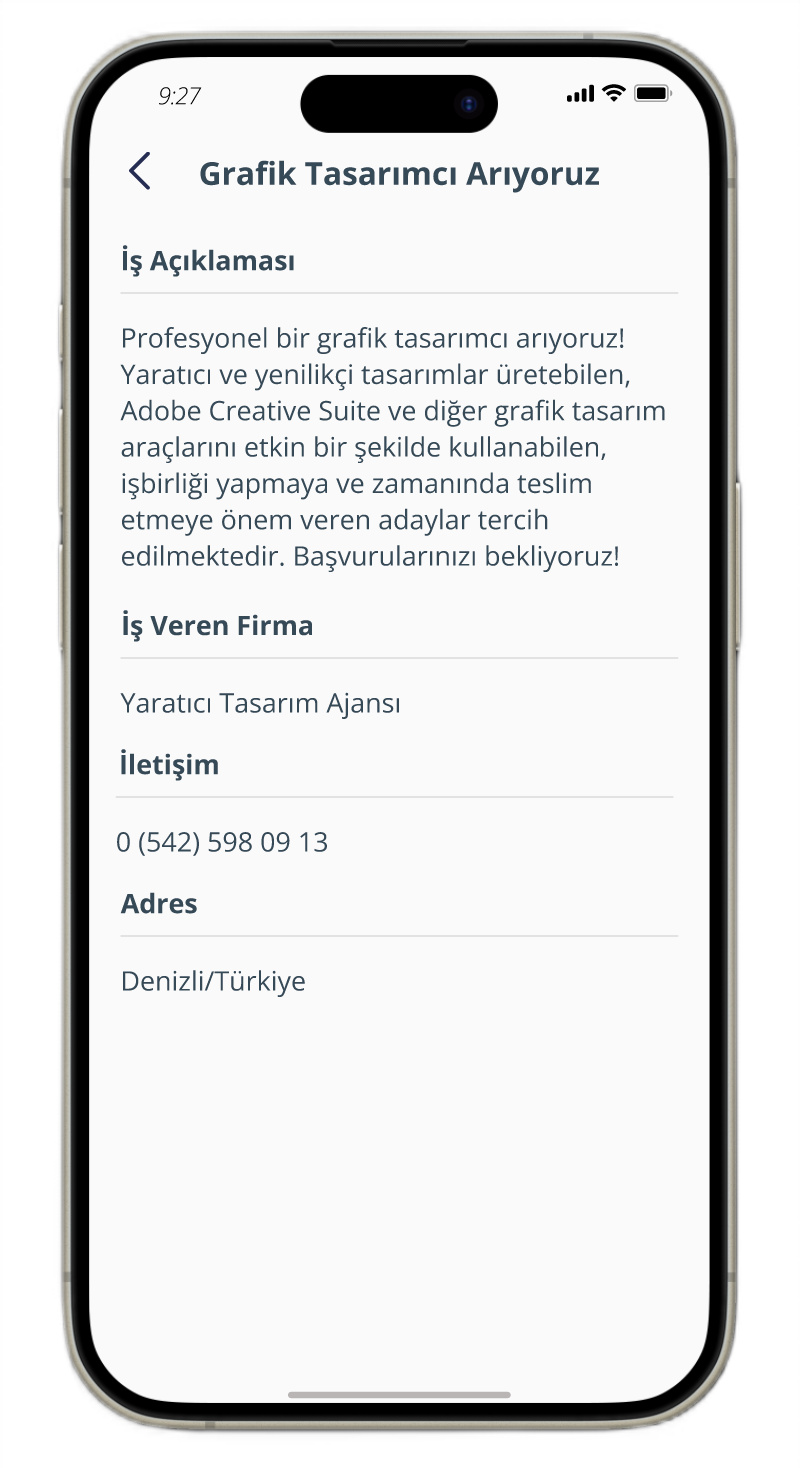 9:27
Grafik Tasarımcı Arıyoruz
İş Açıklaması
Profesyonel bir grafik tasarımcı arıyoruz!
Yaratıcı ve yenilikçi tasarımlar üretebilen,
Adobe Creative Suite ve diğer grafik tasarım
araçlarını etkin bir şekilde kullanabilen,
işbirliği yapmaya ve zamanında teslim
etmeye önem veren adaylar tercih
edilmektedir. Başvurularınızı bekliyoruz!
İş Veren Firma
Yaratıcı Tasarım Ajansı
İletişim
0 (542) 598 09 13
Adres
Denizli/Türkiye